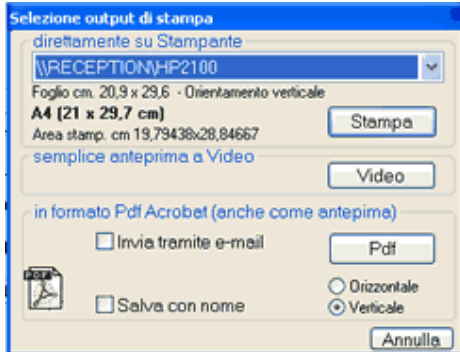 Selezione output di stampa
direttamente su Stampante
\\RECEPTION\HP2100
Foglio cm. 20,9 x 29,6 - Orientamento verticale
A4 (21 x 29,7 cm)
Area stamp. cm 19,79438x28,84667
Stampa
semplice anteprima a Video
Video
in formato Pdf Acrobat (anche come antepima)
Invia tramite e-mail
Pdf
PDF
Orizzontale
Salva con nome
Verticale
Annulla